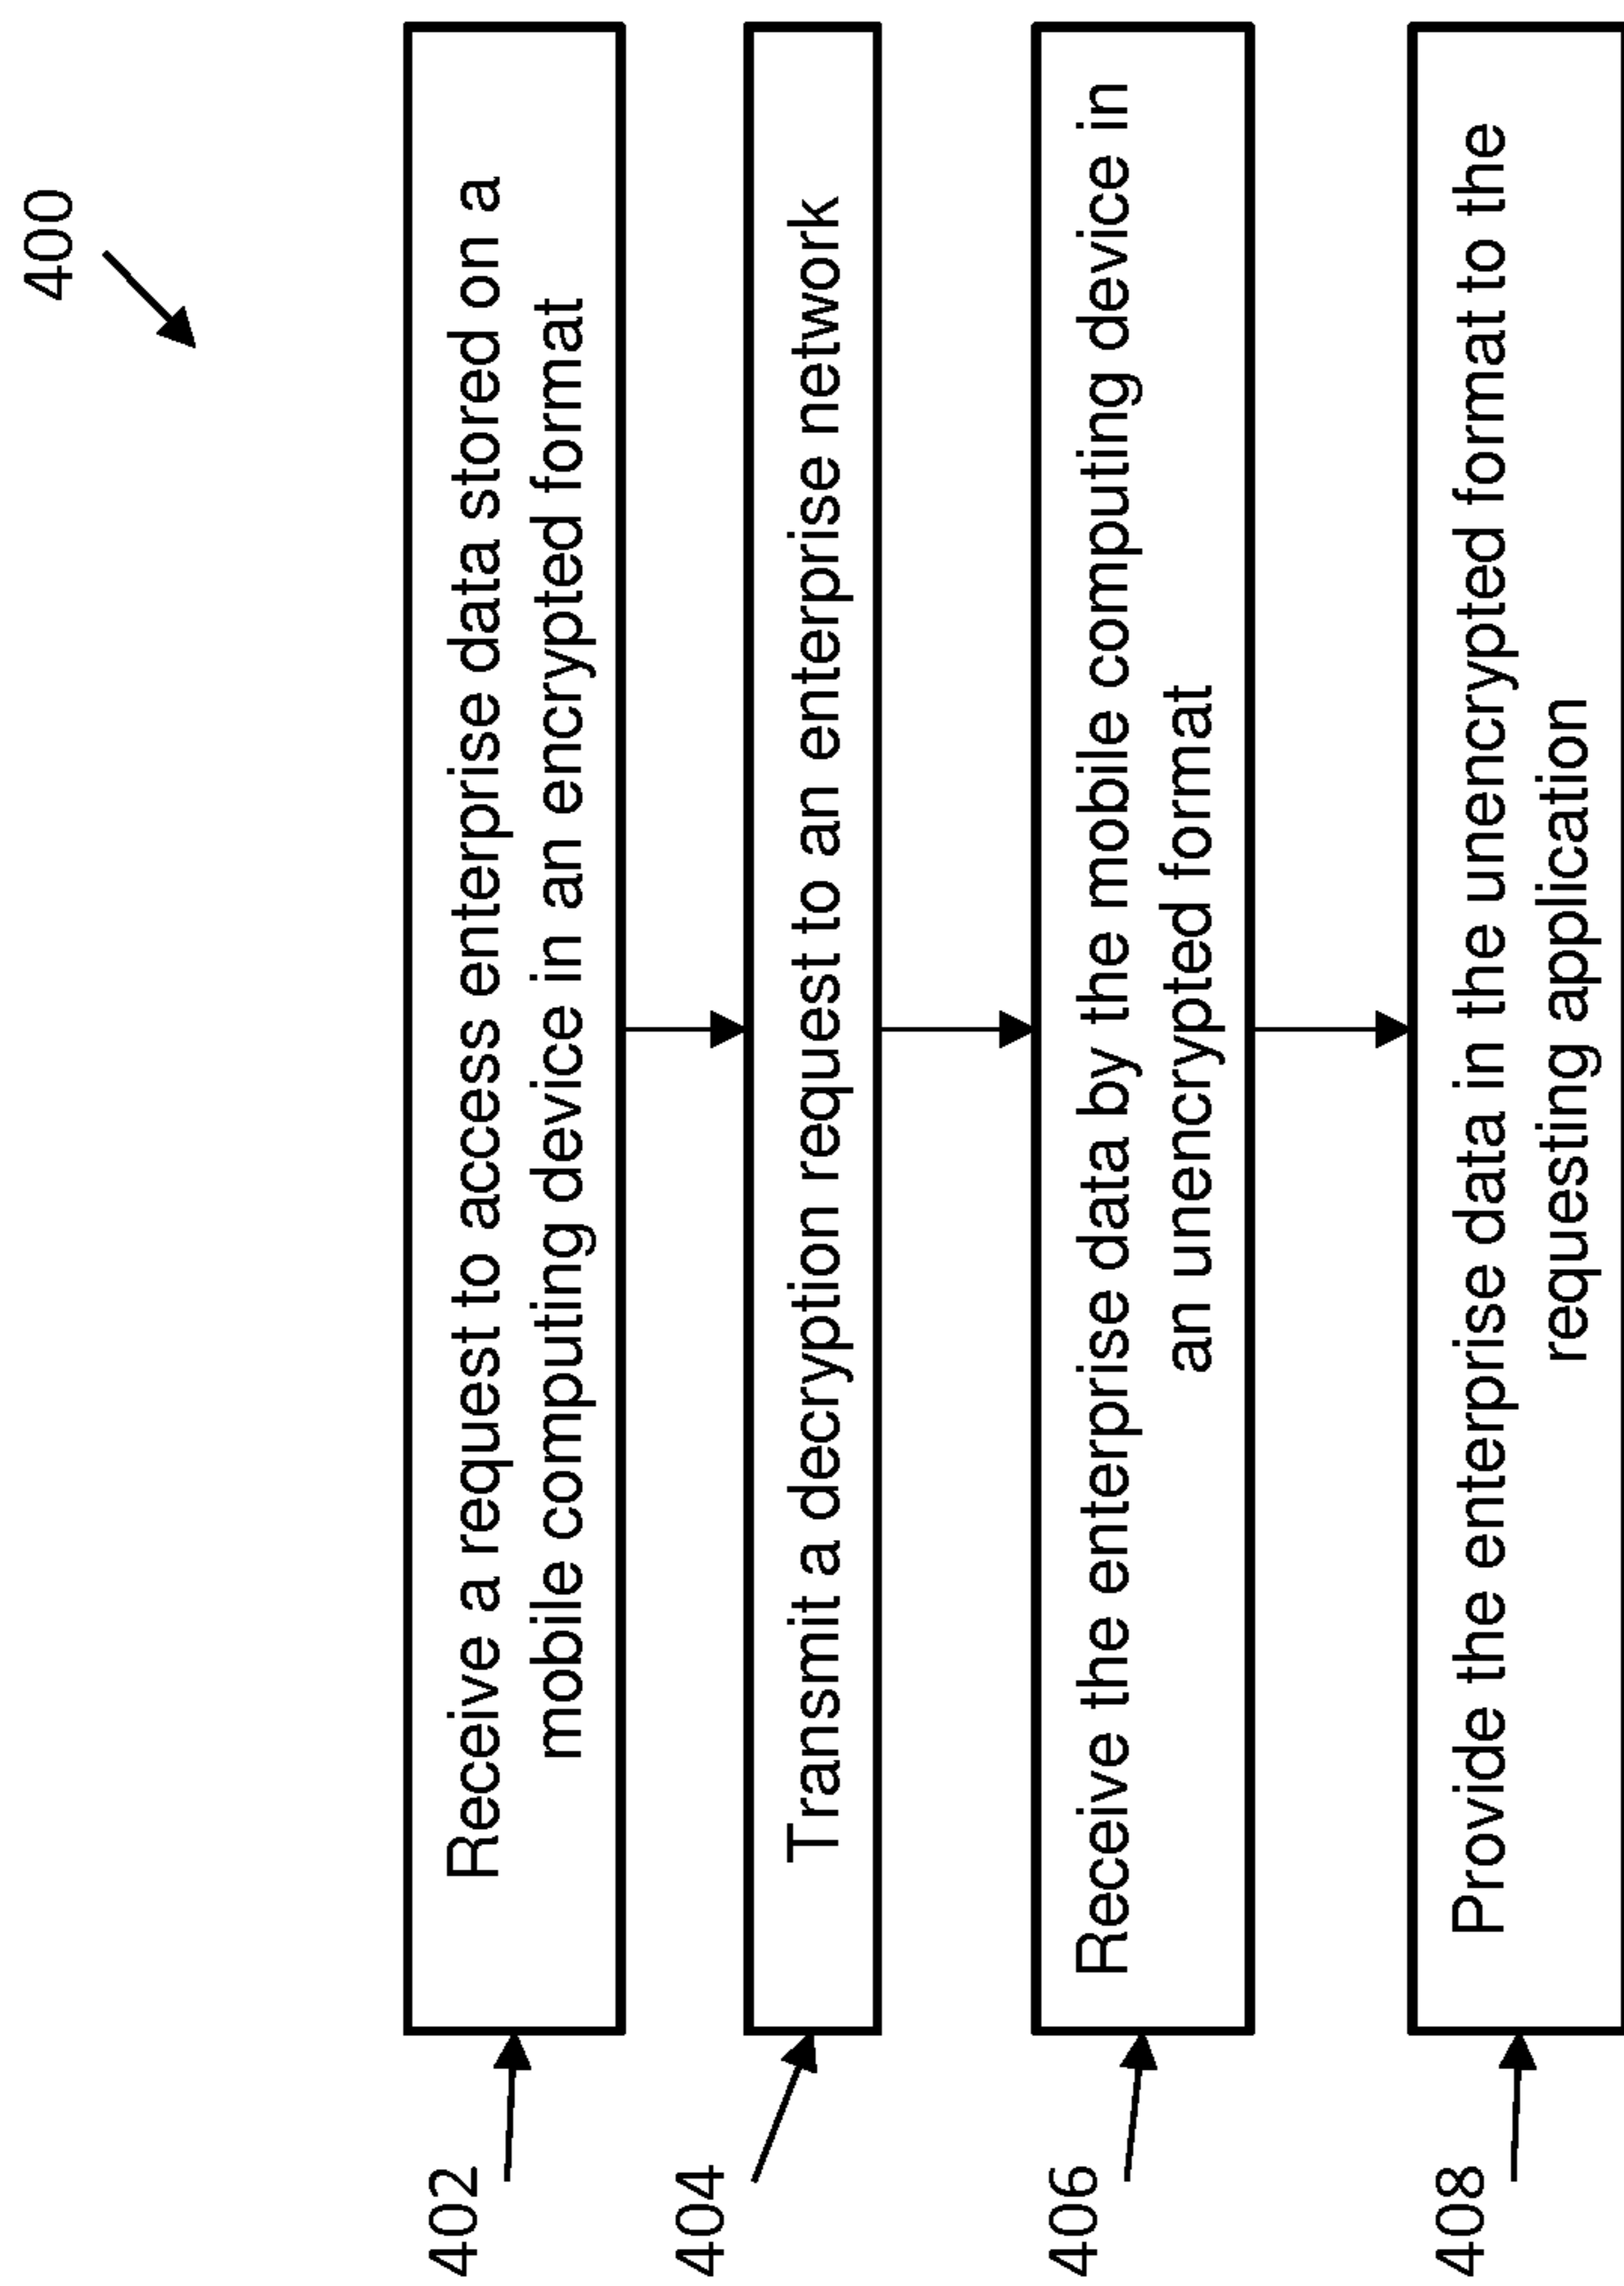 400
402
Receive a request to access enterprise data stored on a
mobile computing device in an encrypted format
404
Transmit a decryption request to an enterprise network
406
Receive the enterprise data by the mobile computing device in
an unencrypted format
408
Provide the enterprise data in the unencrypted format to the
requesting application